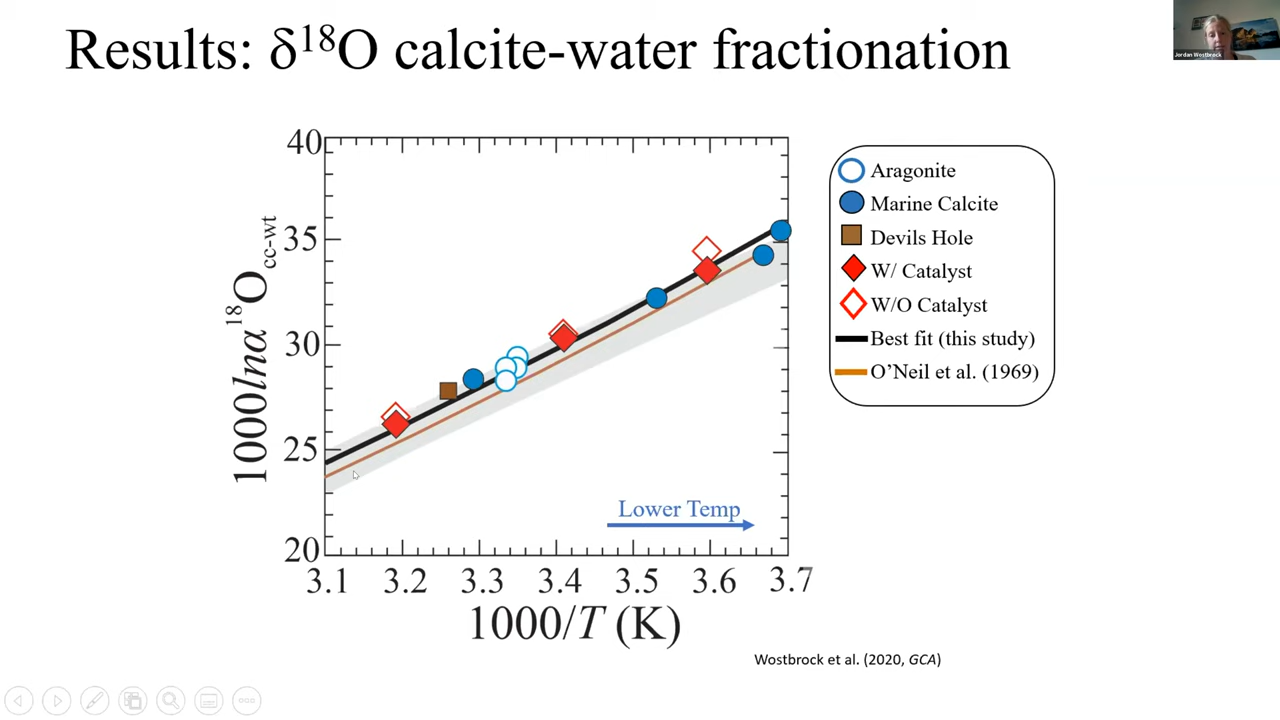 Results: δ¹⁸O calcite-water fractionation
Jordan Wostbrock
40
35
30
25
20
1000lnα¹⁸Occ-wt
3.1 3.2 3.3 3.4 3.5 3.6 3.7
1000/T (K)
Lower Temp
Aragonite
Marine Calcite
Devils Hole
W/ Catalyst
W/O Catalyst
Best fit (this study)
O'Neil et al. (1969)
Wostbrock et al. (2020, GCA)